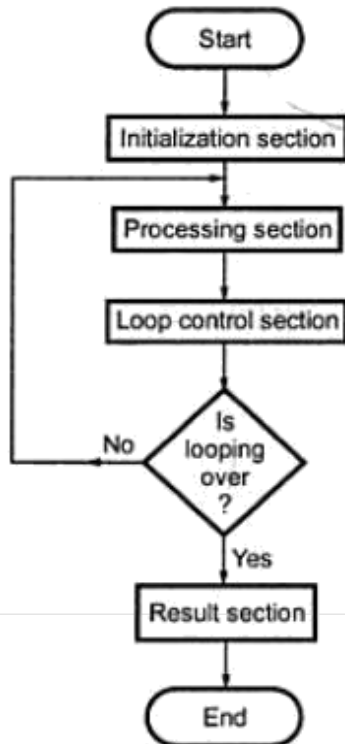 Start
Initialization section
Processing section
Loop control section
Is
looping
over
?
No
Yes
Result section
End